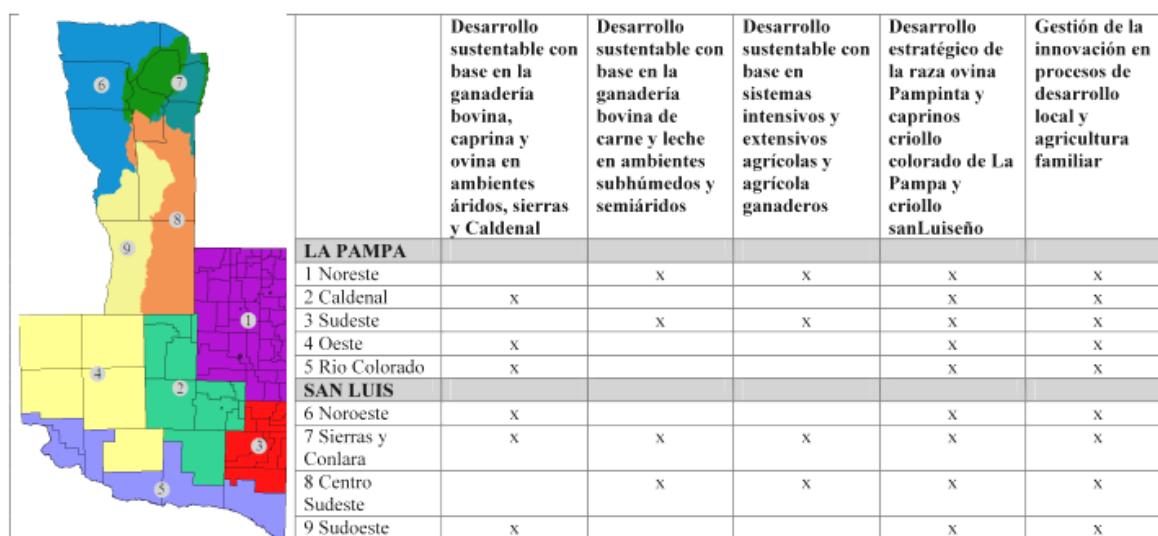 6
7
8
9
1
4
2
3
5
Desarrollo
sustentable con
base en la
ganadería
bovina,
caprina y
ovina en
ambientes
áridos, sierras
y Caldenal
Desarrollo
sustentable con
base en la
ganadería
bovina de
carne y leche
en ambientes
subhúmedos y
semiáridos
Desarrollo
sustentable con
base en
sistemas
intensivos y
extensivos
agrícolas y
agrícola
ganaderos
Desarrollo
estratégico de
la raza ovina
Pampinta y
caprinos
criollo
colorado de La
Pampa y
criollo
sanLuiseño
Gestión de la
innovación en
procesos de
desarrollo
local y
agricultura
familiar
LA PAMPA
1 Noreste x x x x
2 Caldenal x x x
3 Sudeste x x x x
4 Oeste x x x
5 Rio Colorado x x x
SAN LUIS
6 Noroeste x x x
7 Sierras y x x x x x
Conlara
8 Centro x x x x
Sudeste
9 Sudoeste x x x